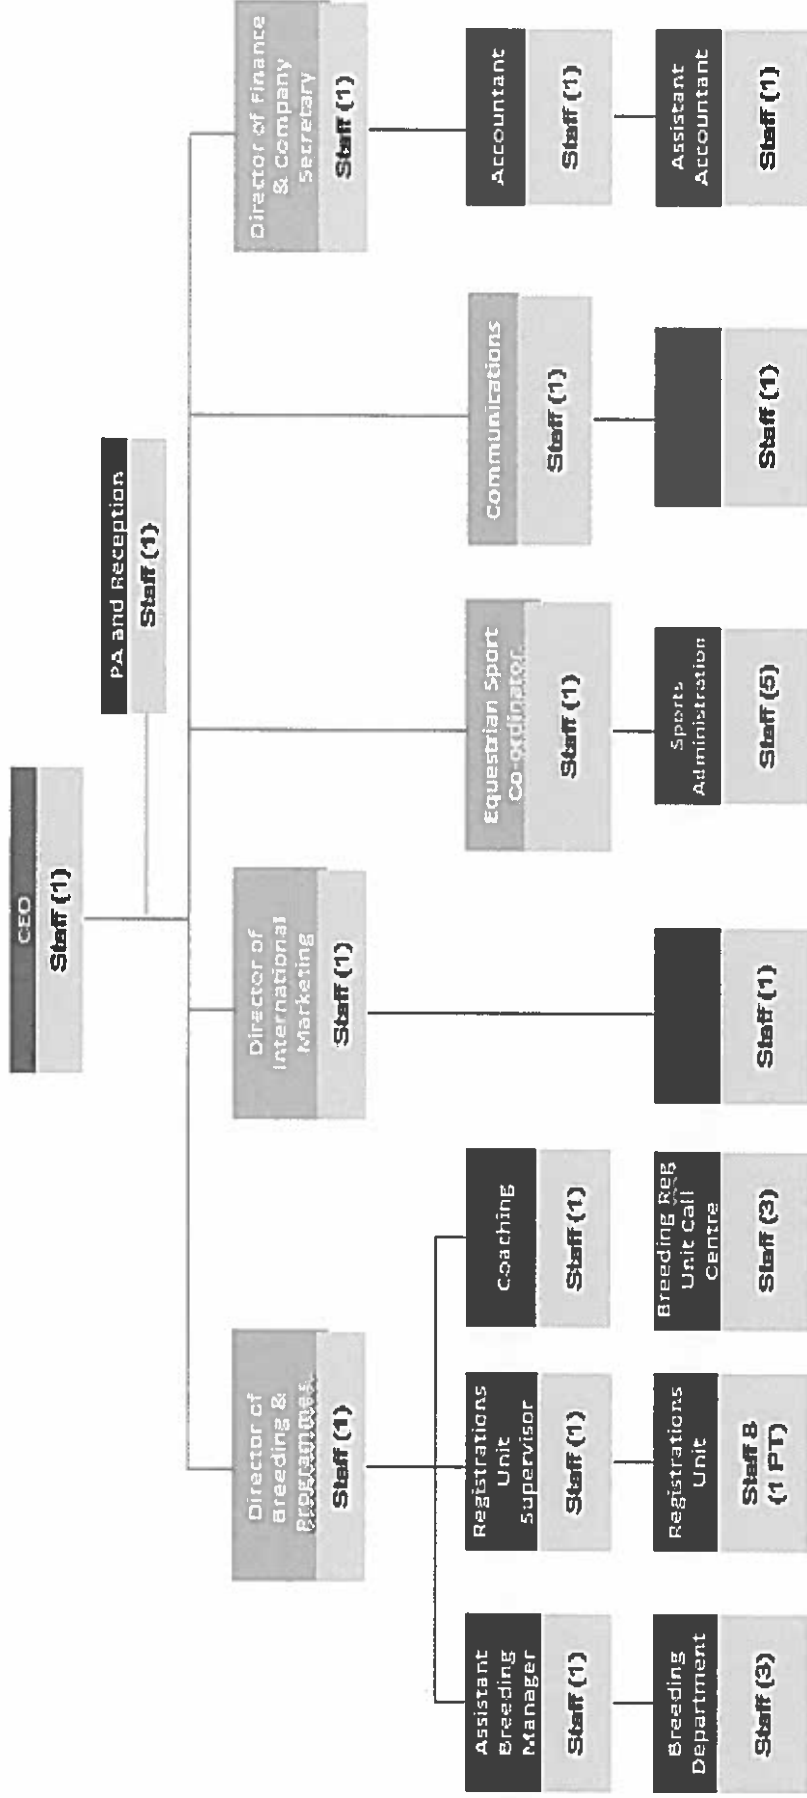 CEO
Staff (1)
PA and Reception
Staff (1)
Director of
Breeding &
Programmes
Staff (1)
Director of
International
Marketing
Staff (1)
Director of Finance
& Company
Secretary
Staff (1)
Assistant
Breeding
Manager
Staff (1)
Registrations
Unit
Supervisor
Staff (1)
Coaching
Staff (1)
Equestrian Sport
Co-ordinator
Staff (1)
Communications
Staff (1)
Accountant
Staff (1)
Breeding
Department
Staff (3)
Registrations
Unit
Staff 8
(1 PT)
Breeding Reg
Unit Call
Centre
Staff (3)
Staff (1)
Sports
Administration
Staff (5)
Staff (1)
Assistant
Accountant
Staff (1)